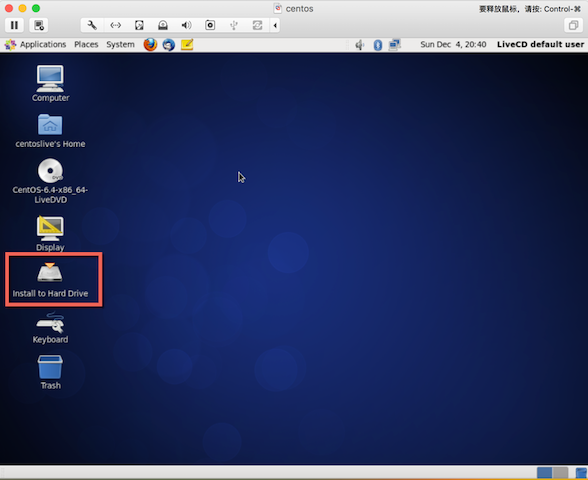 centos
要释放鼠标，请按: Control-⌘
Applications Places System
Sun Dec 4, 20:40 LiveCD default user
Computer
centoslive's Home
CentOS-6.4-x86_64-
LiveDVD
Display
Install to Hard Drive
Keyboard
Trash